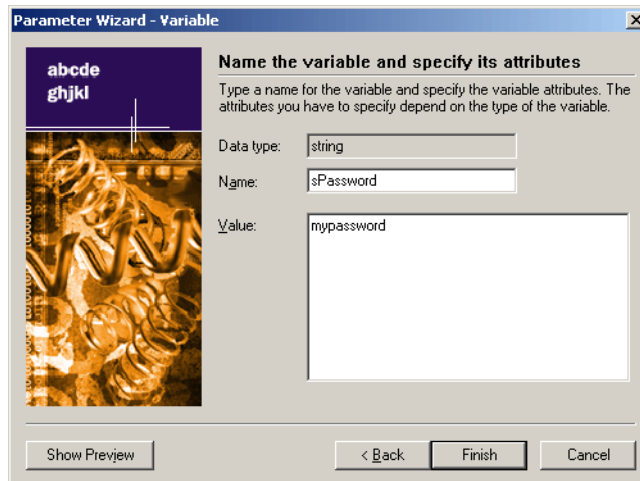 Parameter Wizard - Variable
abcde
ghjkl
Name the variable and specify its attributes
Type a name for the variable and specify the variable attributes. The
attributes you have to specify depend on the type of the variable.
Data type: string
Name: sPassword
Value: mypassword
Show Preview < Back Finish Cancel